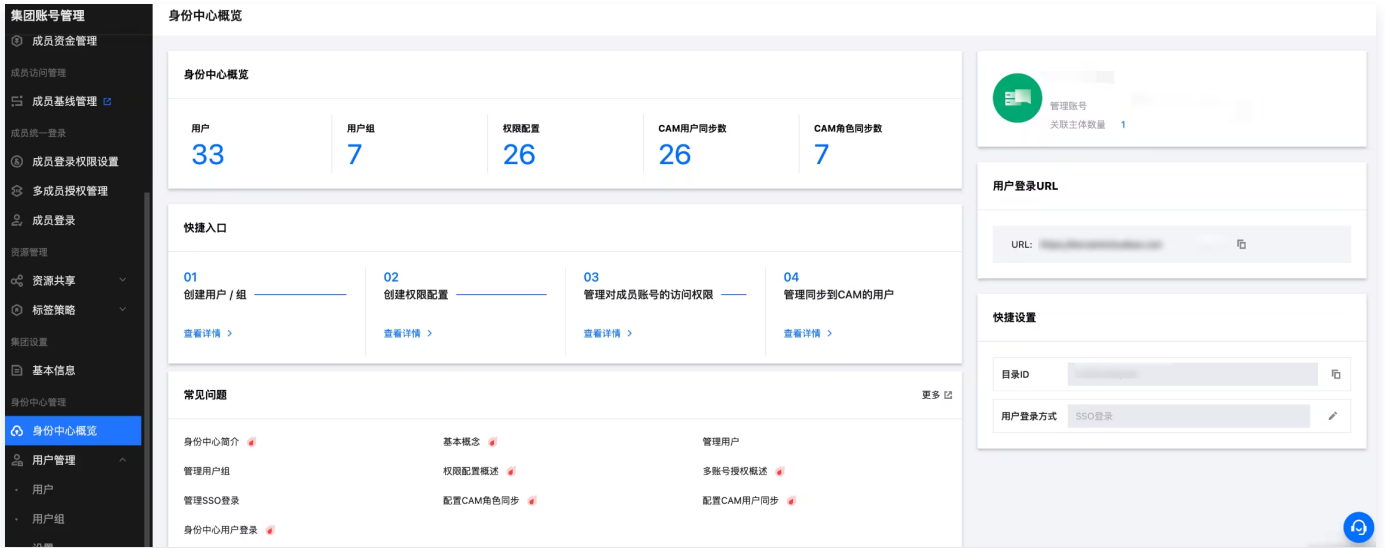 集团账号管理
成员资金管理
成员访问管理
成员基线管理
成员统一登录
成员登录权限设置
多成员授权管理
成员登录
资源管理
资源共享
标签策略
集团设置
基本信息
身份中心管理
身份中心概览
用户管理
用户
用户组
设置
身份中心概览
身份中心概览
用户
33
用户组
7
权限配置
26
CAM用户同步数
26
CAM角色同步数
7
快捷入口
01
创建用户 / 组
查看详情
02
创建权限配置
查看详情
03
管理对成员账号的访问权限
查看详情
04
管理同步到CAM的用户
查看详情
常见问题
更多
身份中心简介
基本概念
管理用户
管理用户组
权限配置概述
多账号授权概述
管理SSO登录
配置CAM角色同步
配置CAM用户同步
身份中心用户登录
管理账号
关联主体数量 1
用户登录URL
URL:
快捷设置
目录ID
用户登录方式
SSO登录